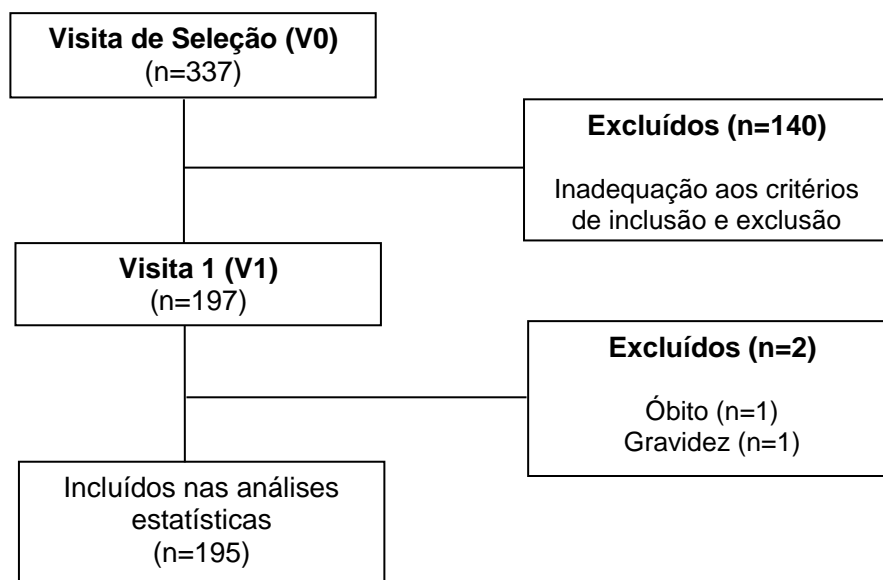 Visita de Seleção (V0)
(n=337)
Excluídos (n=140)
Inadequação aos critérios
de inclusão e exclusão
Visita 1 (V1)
(n=197)
Excluídos (n=2)
Óbito (n=1)
Gravidez (n=1)
Incluídos nas análises
estatísticas
(n=195)